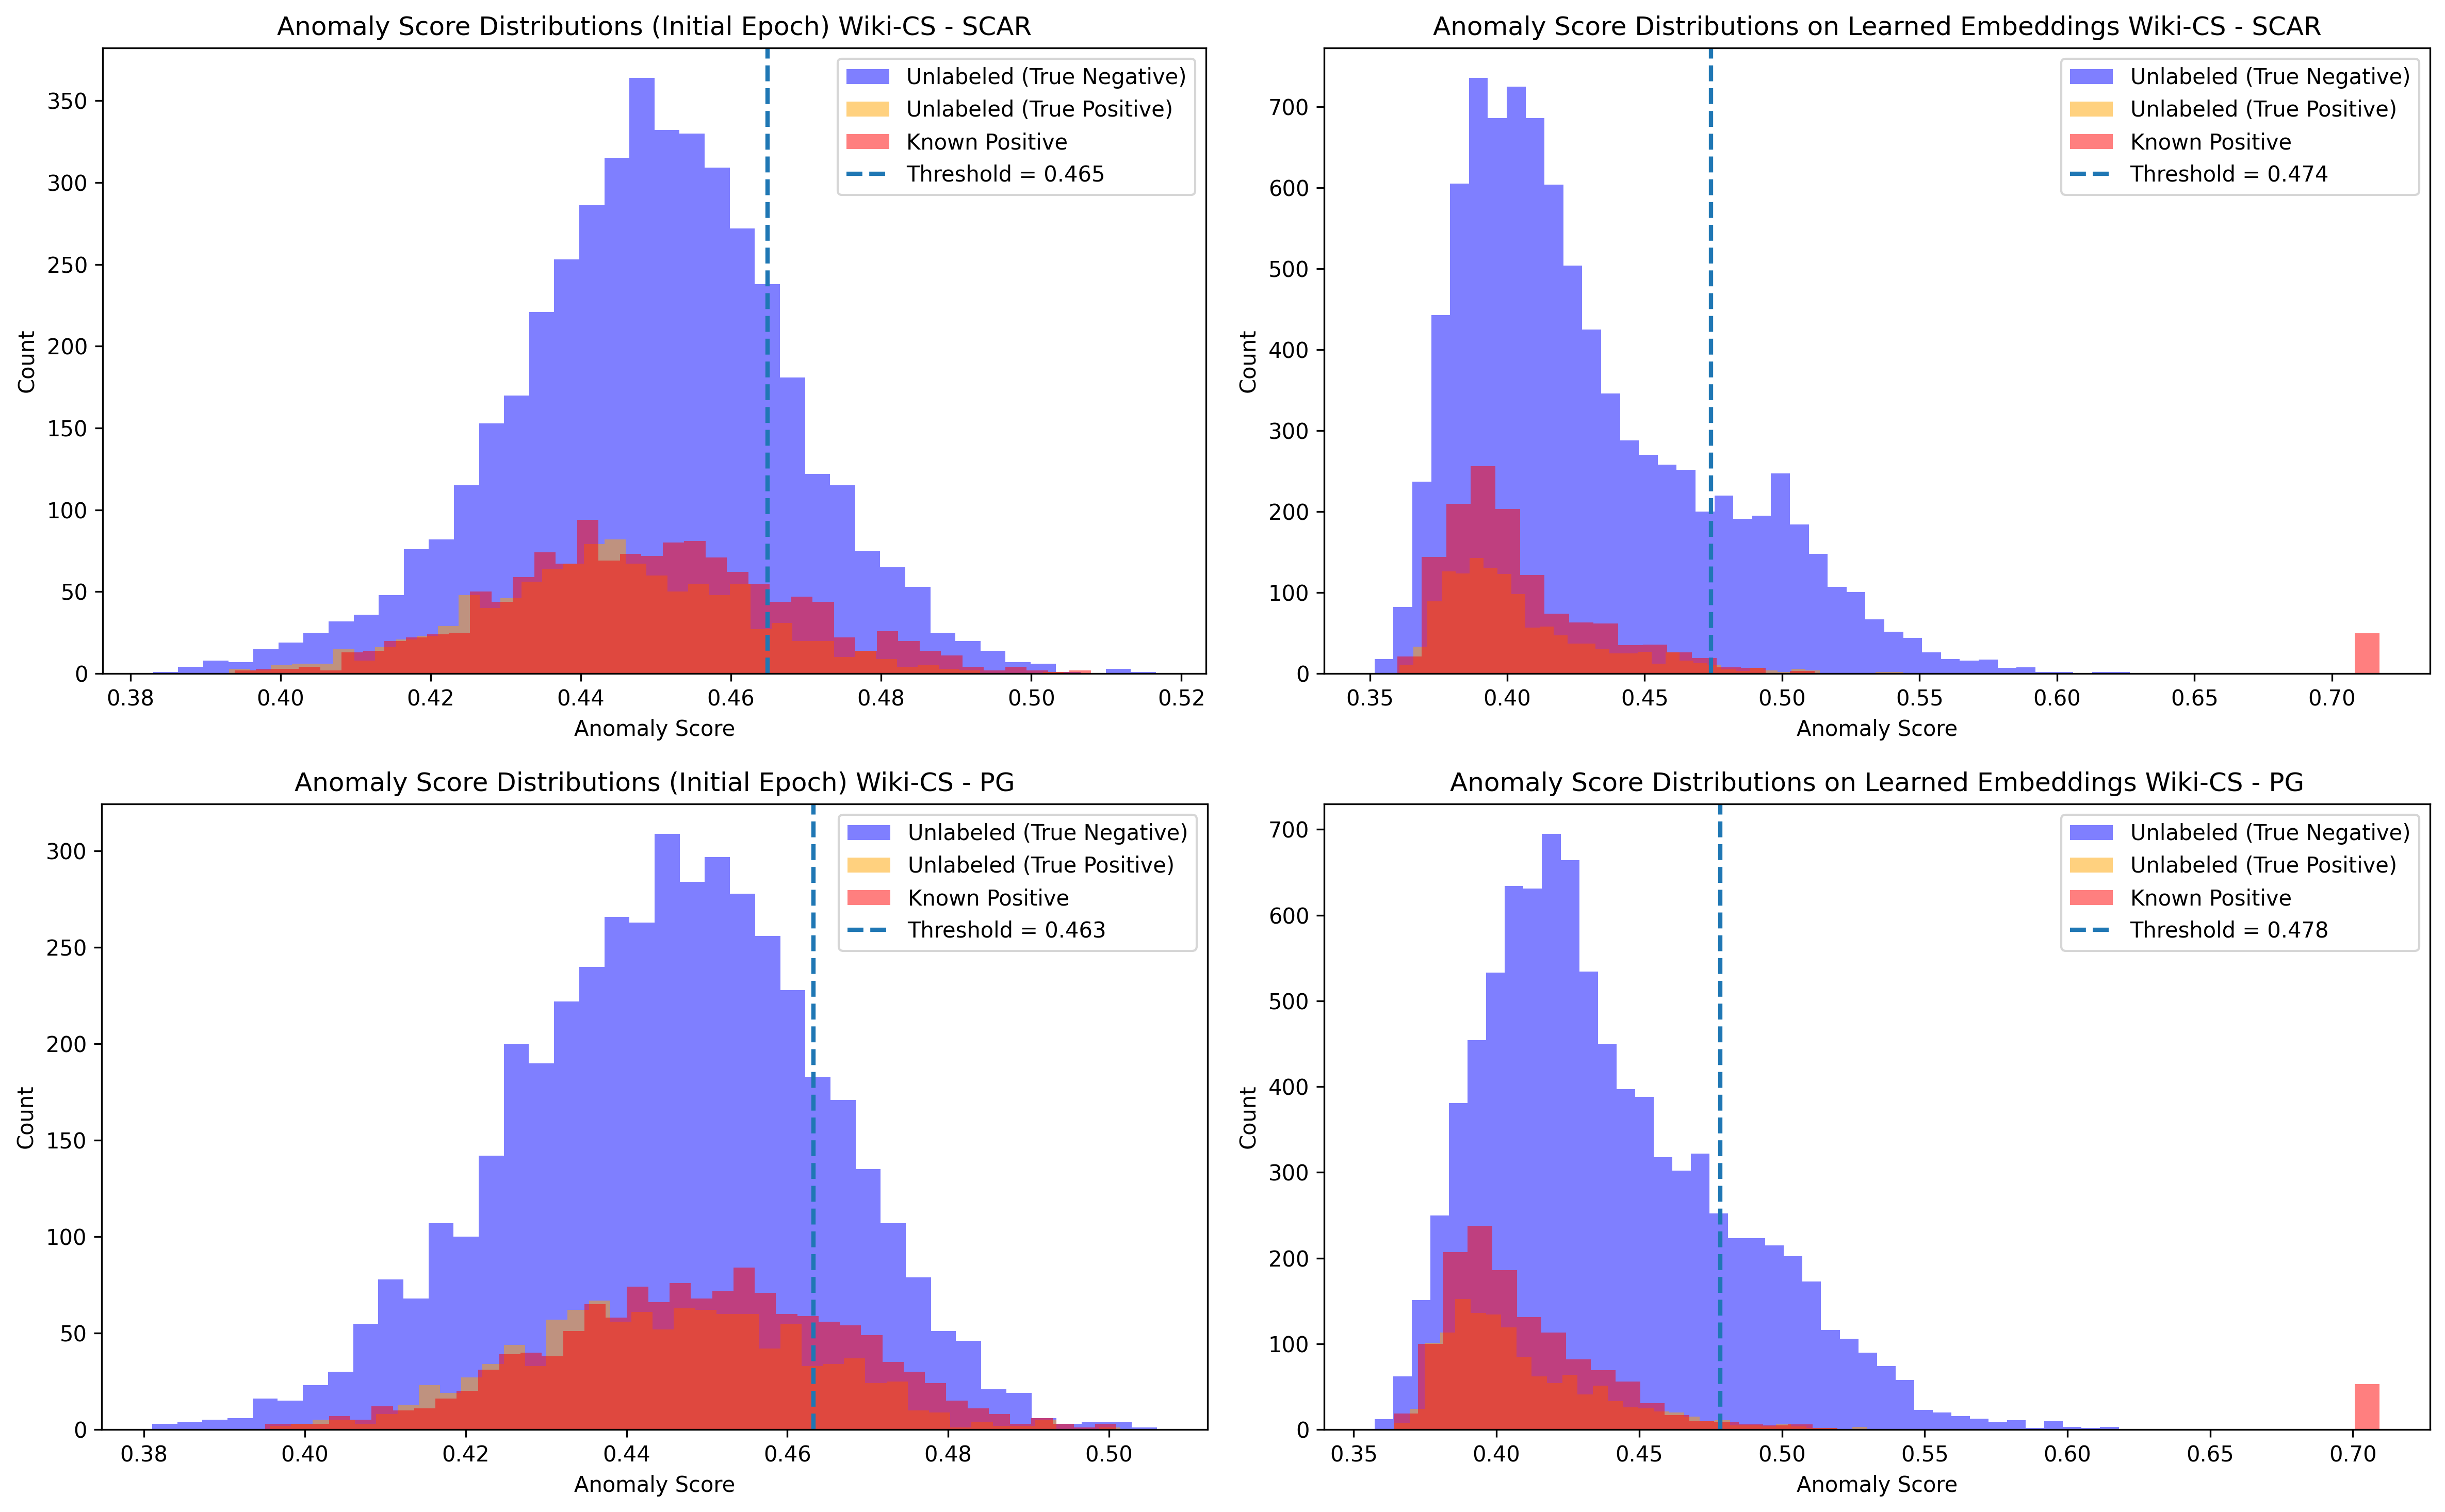 Anomaly Score Distributions (Initial Epoch) Wiki-CS - SCAR
Count
350
300
250
200
150
100
50
0
0.38 0.40 0.42 0.44 0.46 0.48 0.50 0.52
Anomaly Score
Unlabeled (True Negative)
Unlabeled (True Positive)
Known Positive
Threshold = 0.465
Anomaly Score Distributions on Learned Embeddings Wiki-CS - SCAR
Count
700
600
500
400
300
200
100
0
0.35 0.40 0.45 0.50 0.55 0.60 0.65 0.70
Anomaly Score
Unlabeled (True Negative)
Unlabeled (True Positive)
Known Positive
Threshold = 0.474
Anomaly Score Distributions (Initial Epoch) Wiki-CS - PG
Count
300
250
200
150
100
50
0
0.38 0.40 0.42 0.44 0.46 0.48 0.50
Anomaly Score
Unlabeled (True Negative)
Unlabeled (True Positive)
Known Positive
Threshold = 0.463
Anomaly Score Distributions on Learned Embeddings Wiki-CS - PG
Count
700
600
500
400
300
200
100
0
0.35 0.40 0.45 0.50 0.55 0.60 0.65 0.70
Anomaly Score
Unlabeled (True Negative)
Unlabeled (True Positive)
Known Positive
Threshold = 0.478